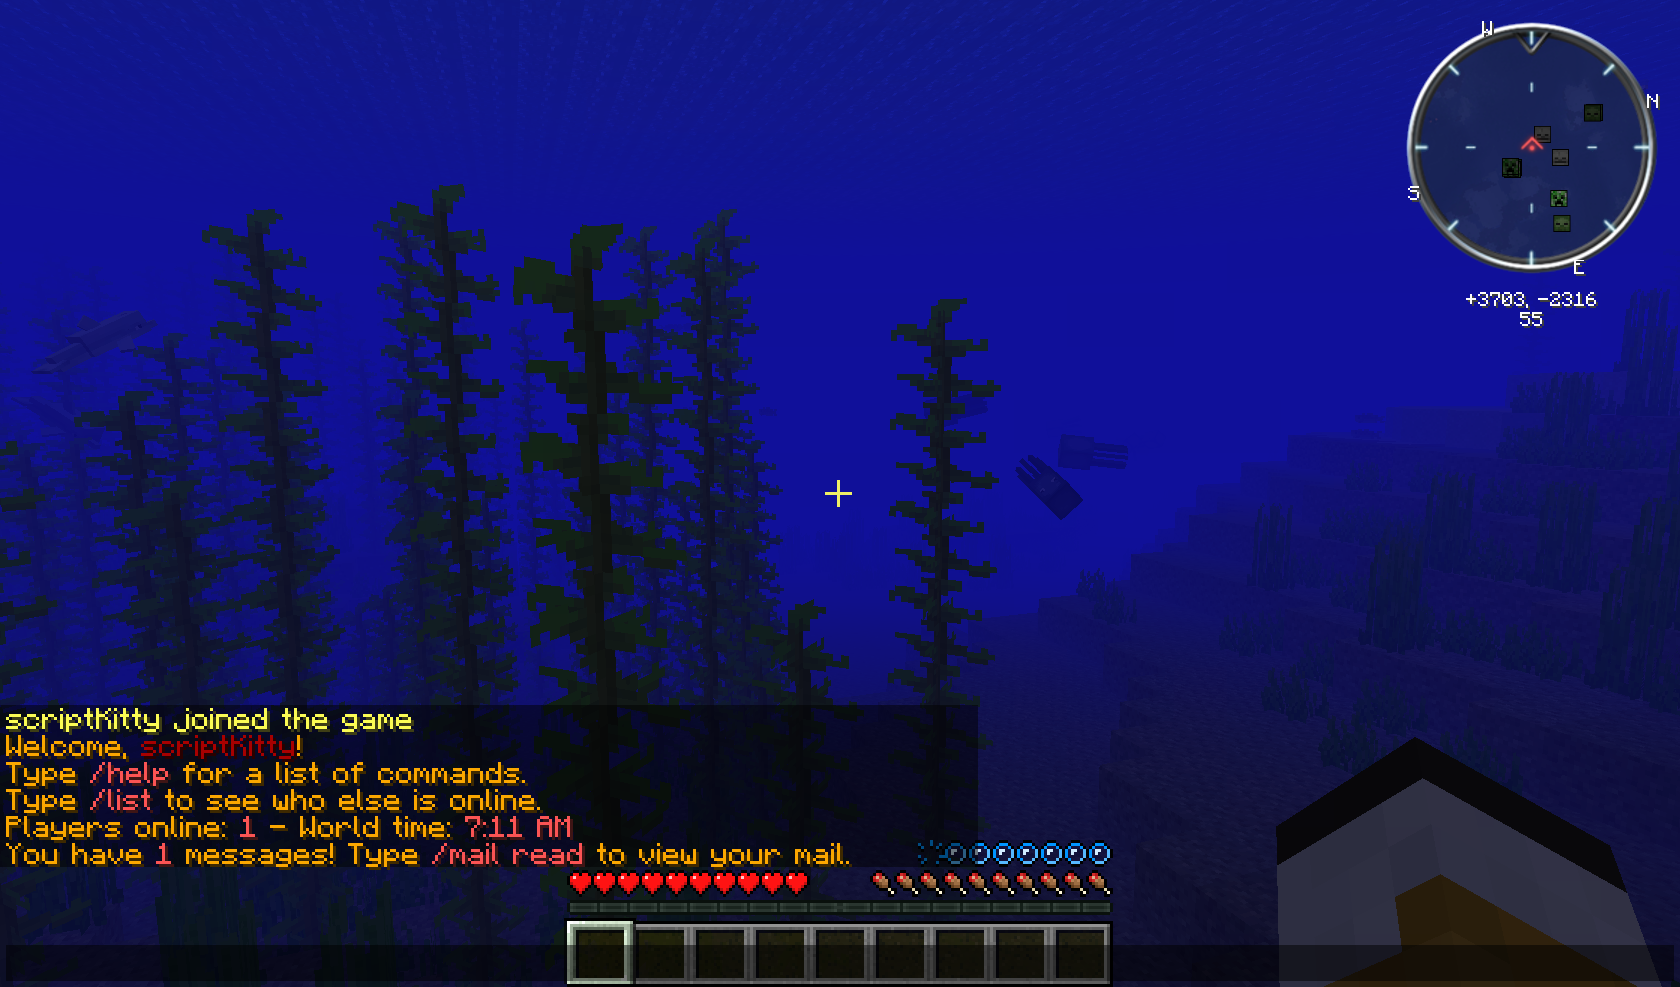 W
N
S
E
+3703, -2316
55
scriptKitty joined the game
Welcome, scriptKitty!
Type /help for a list of commands.
Type /list to see who else is online.
Players online: 1 - World time: 7:11 AM
You have 1 messages! Type /mail read to view your mail.